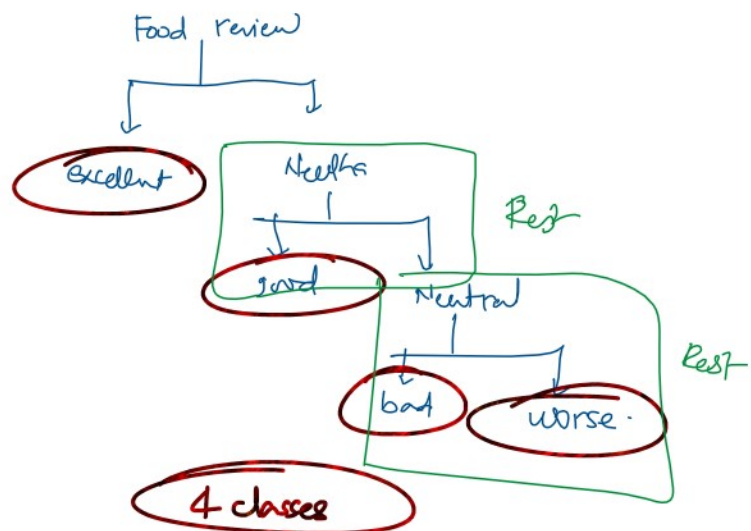 Food review
excellent
Rest
good
Neutral
Rest
bad
worse.
4 classes